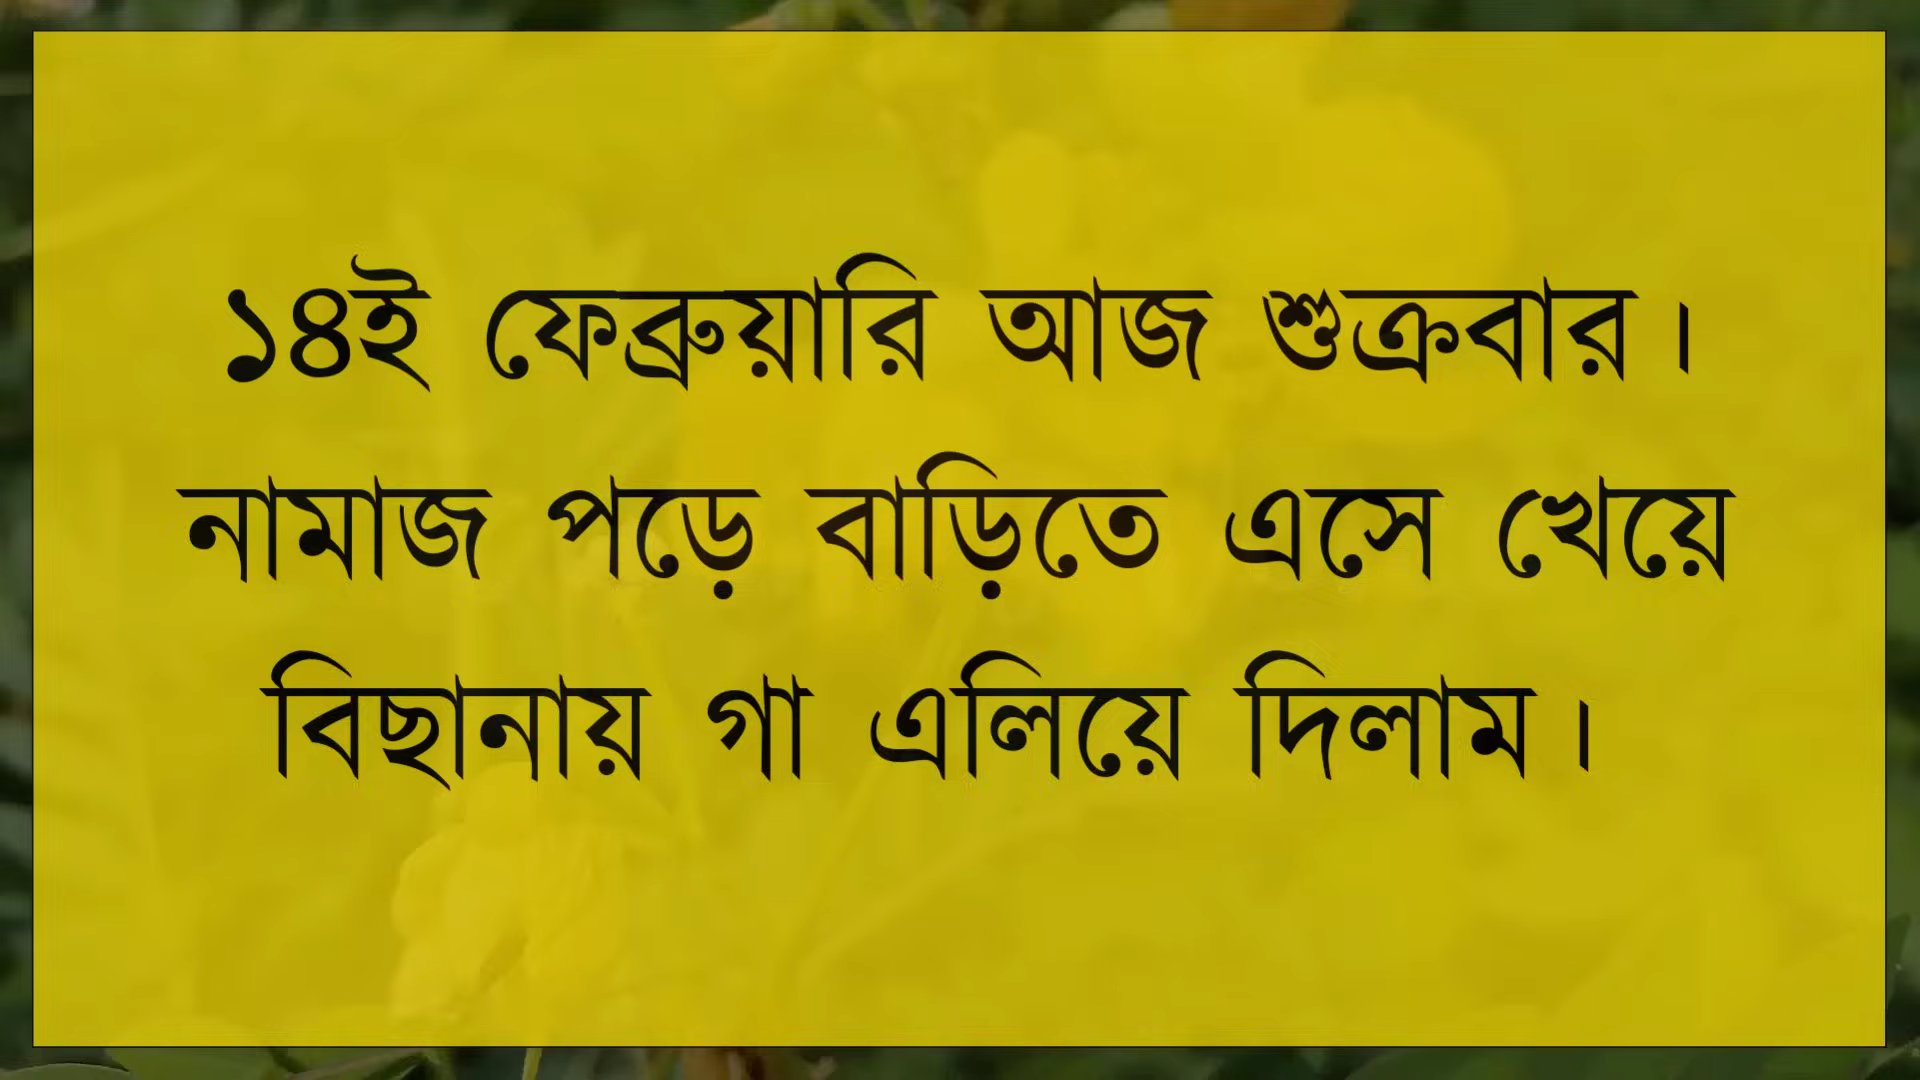 ১৪ই ফেব্রুয়ারি আজ শুক্রবার।
নামাজ পড়ে বাড়িতে এসে খেয়ে
বিছানায় গা এলিয়ে দিলাম।